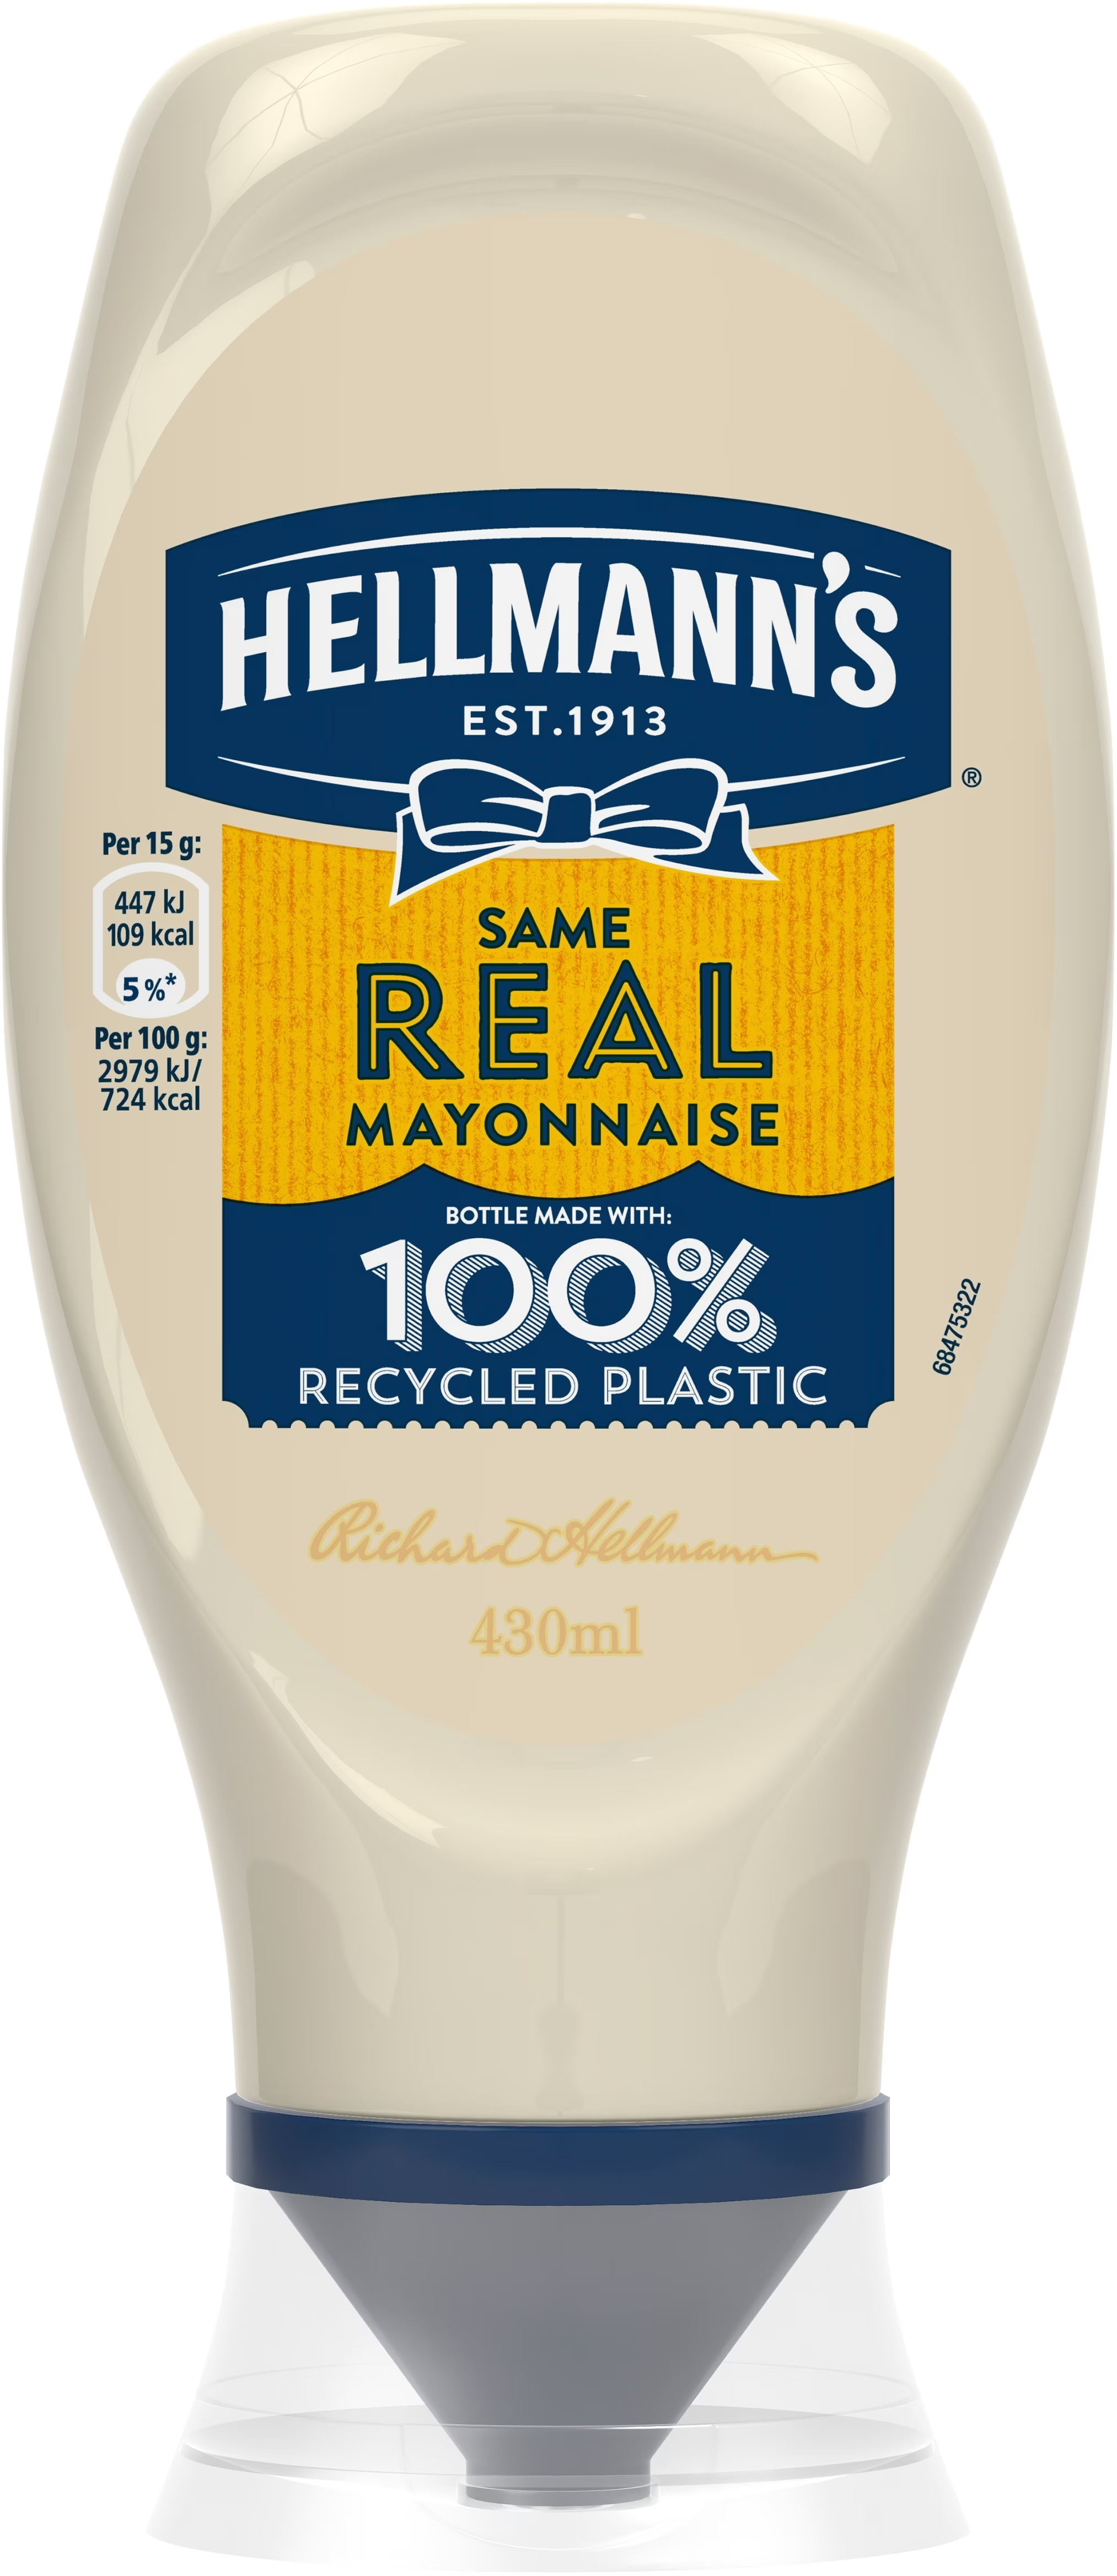 HELLMANN'S
EST.1913
®
Per 15 g:
447 kJ
109 kcal
5 %*
Per 100 g:
2979 kJ/
724 kcal
SAME
REAL
MAYONNAISE
BOTTLE MADE WITH:
100%
RECYCLED PLASTIC
68475322
Richard Hellmann
430ml